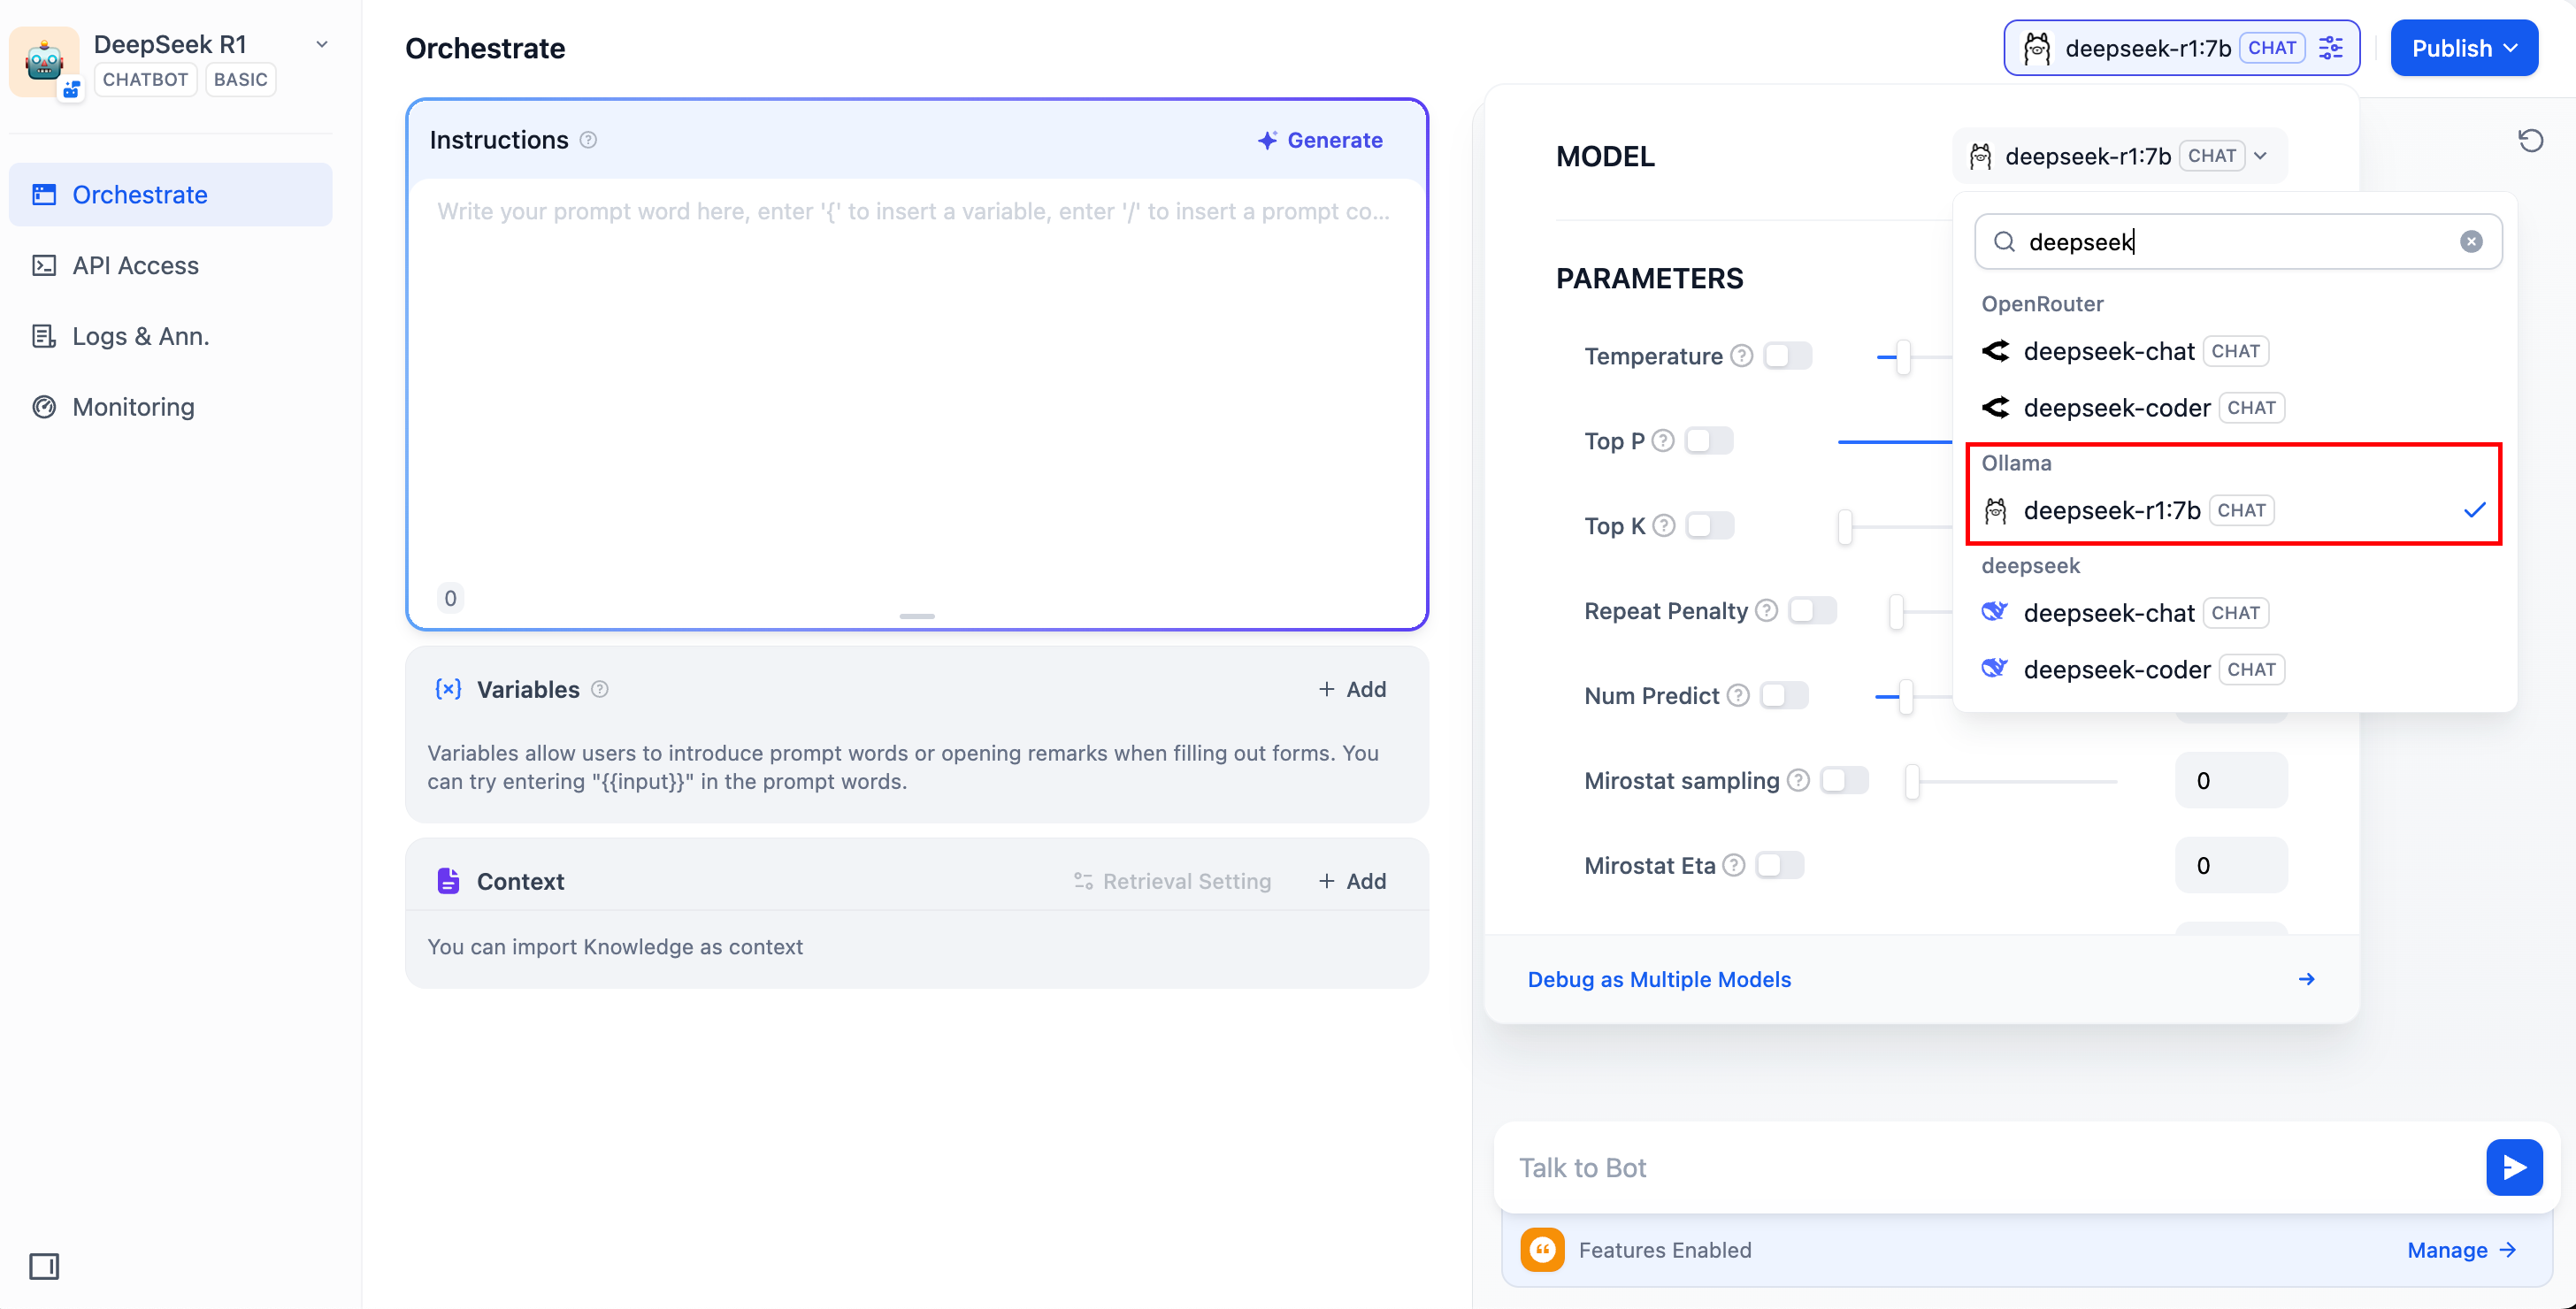 DeepSeek R1
CHATBOT BASIC
Orchestrate
API Access
Logs & Ann.
Monitoring
Orchestrate
deepseek-r1:7b CHAT
Publish
Instructions
Generate
Write your prompt word here, enter '{' to insert a variable, enter '/' to insert a prompt co...
0
Variables
+ Add
Variables allow users to introduce prompt words or opening remarks when filling out forms. You
can try entering "{{input}}" in the prompt words.
Context
Retrieval Setting
+ Add
You can import Knowledge as context
MODEL
deepseek-r1:7b CHAT
PARAMETERS
Temperature
Top P
Top K
Repeat Penalty
Num Predict
Mirostat sampling
0
Mirostat Eta
0
deepseek
OpenRouter
deepseek-chat CHAT
deepseek-coder CHAT
Ollama
deepseek-r1:7b CHAT
deepseek
deepseek-chat CHAT
deepseek-coder CHAT
Debug as Multiple Models
Talk to Bot
Features Enabled
Manage